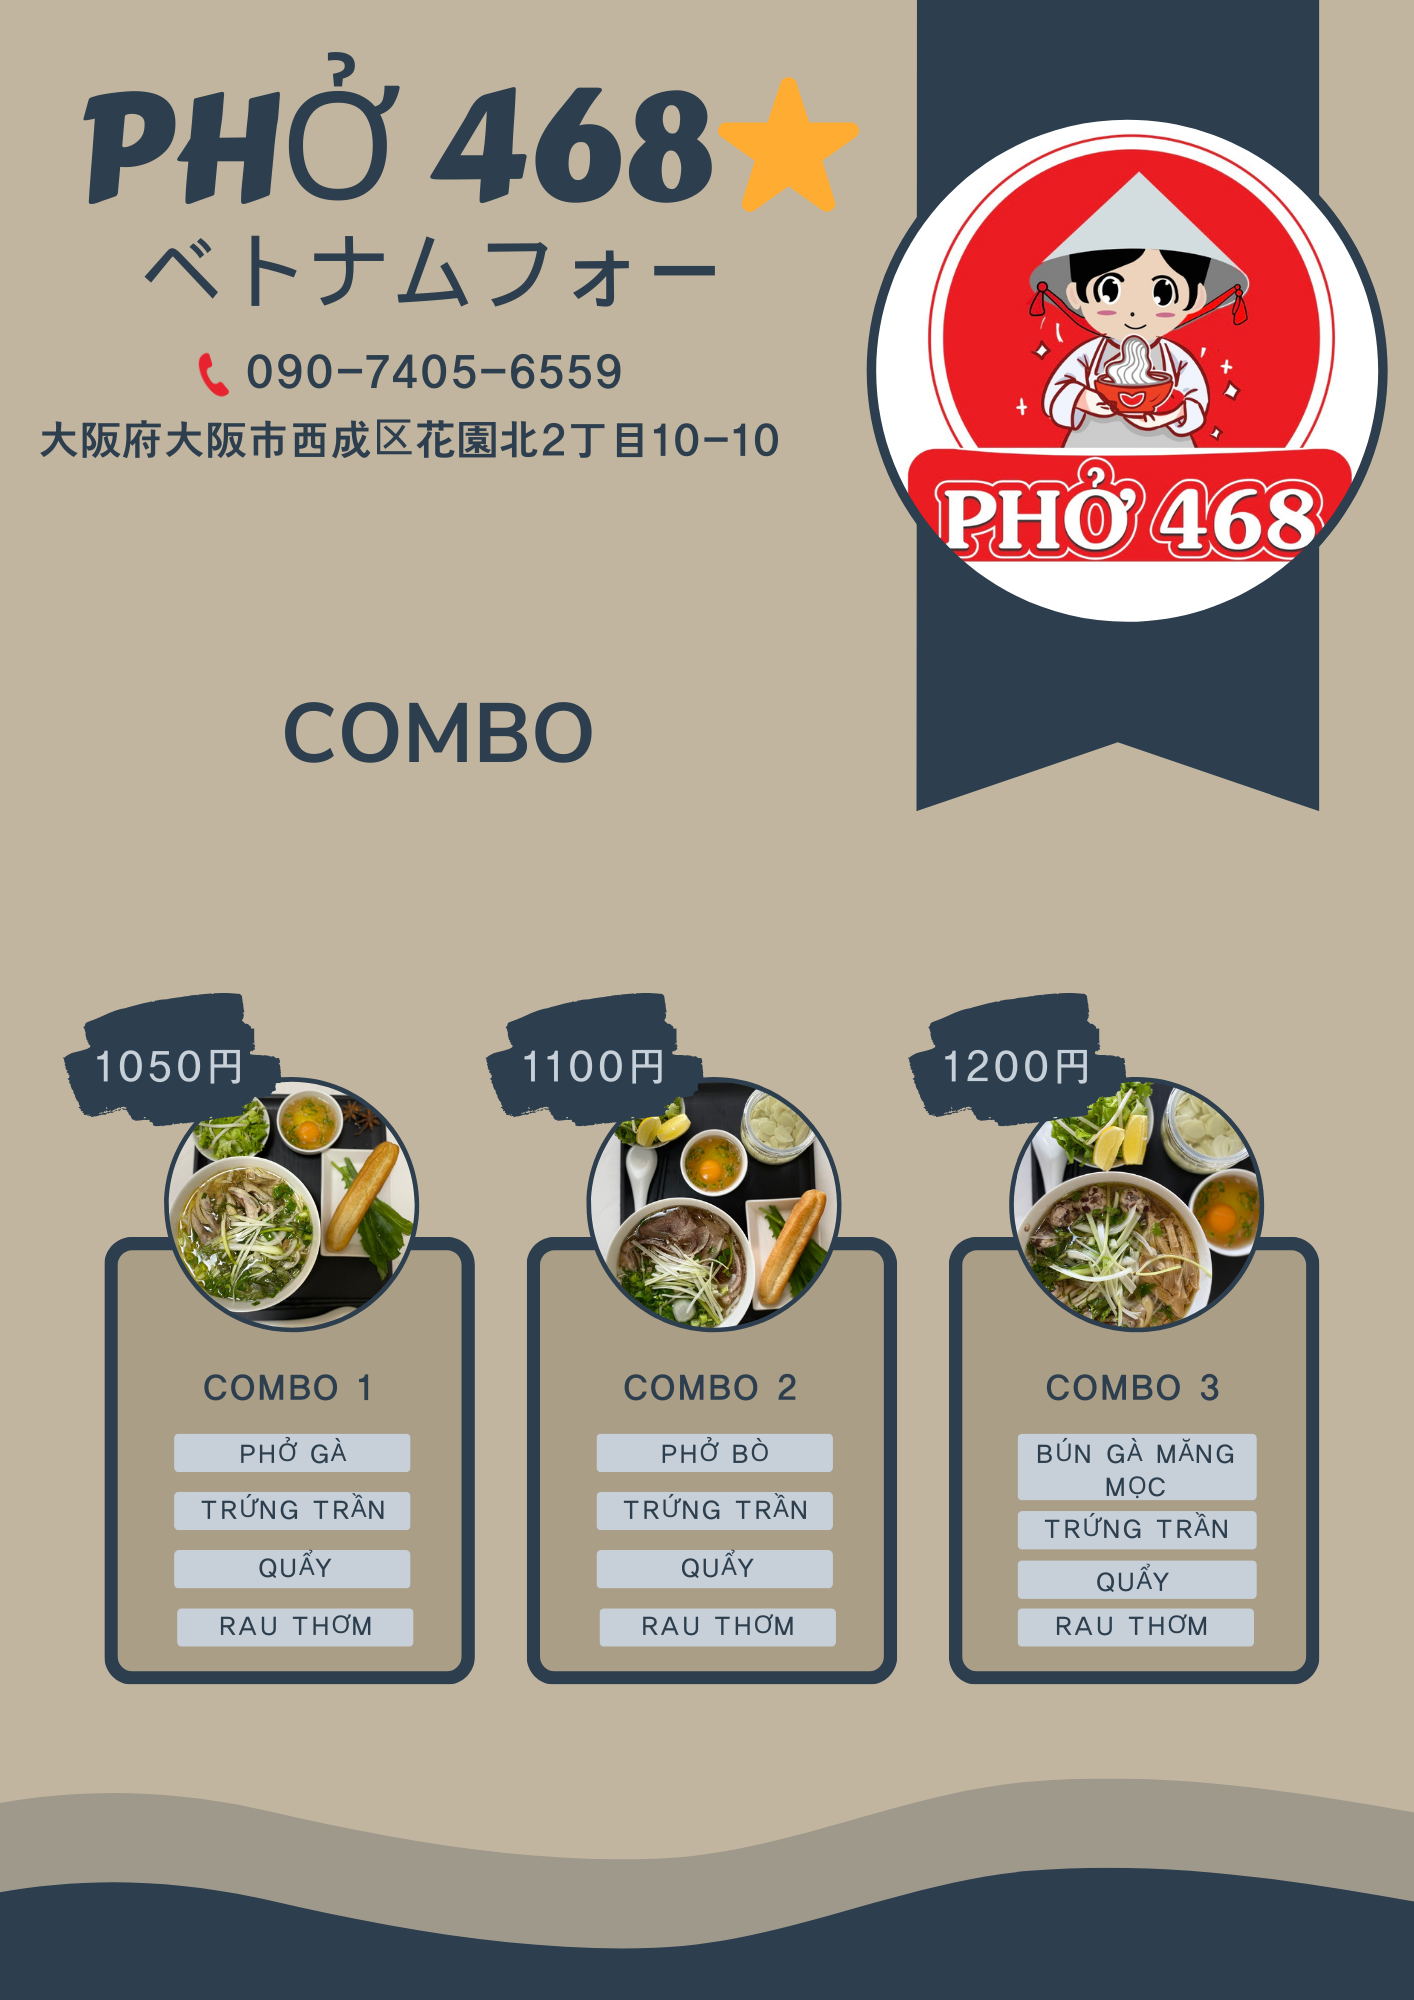 PHỞ 468
ベトナムフォー
090-7405-6559
大阪府大阪市西成区花園北2丁目10-10
PHỞ 468
COMBO
1050円
COMBO 1
PHỞ GÀ
TRỨNG TRẦN
QUẨY
RAU THƠM
1100円
COMBO 2
PHỞ BÒ
TRỨNG TRẦN
QUẨY
RAU THƠM
1200円
COMBO 3
BÚN GÀ MĂNG
MỌC
TRỨNG TRẦN
QUẨY
RAU THƠM